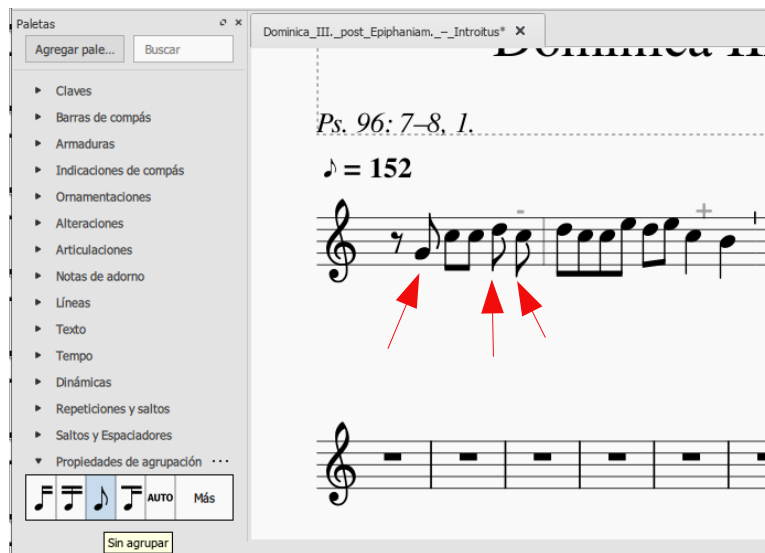 Paletas
Agregar pale...
Buscar
Claves
Barras de compás
Armaduras
Indicaciones de compás
Ornamentaciones
Alteraciones
Articulaciones
Notas de adorno
Líneas
Texto
Tempo
Dinámicas
Repeticiones y saltos
Saltos y Espaciadores
Propiedades de agrupación ...
AUTO
Más
Sin agrupar
Dominica_III._post_Epiphaniam._–_Introitus*
Ps. 96: 7–8, 1.
♪ = 152